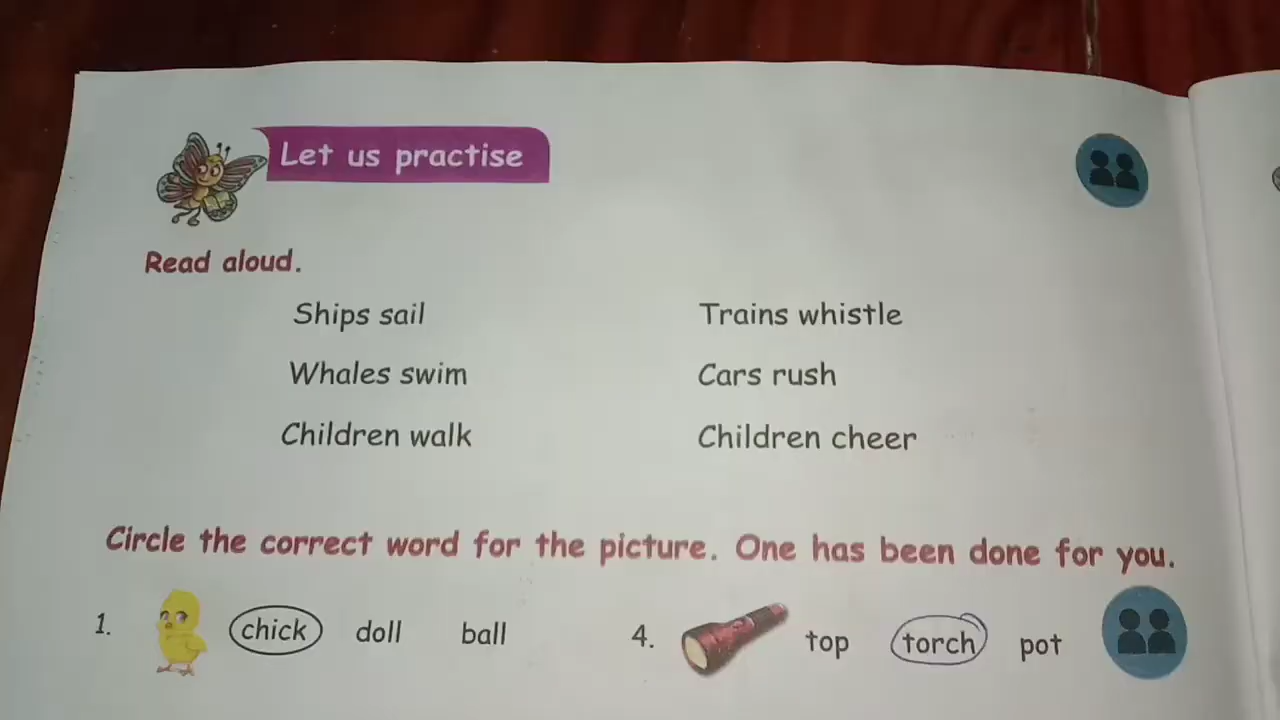 Let us practise
Read aloud.
Ships sail Trains whistle
Whales swim Cars rush
Children walk Children cheer
Circle the correct word for the picture. One has been done for you.
1. chick doll ball 4. top torch pot